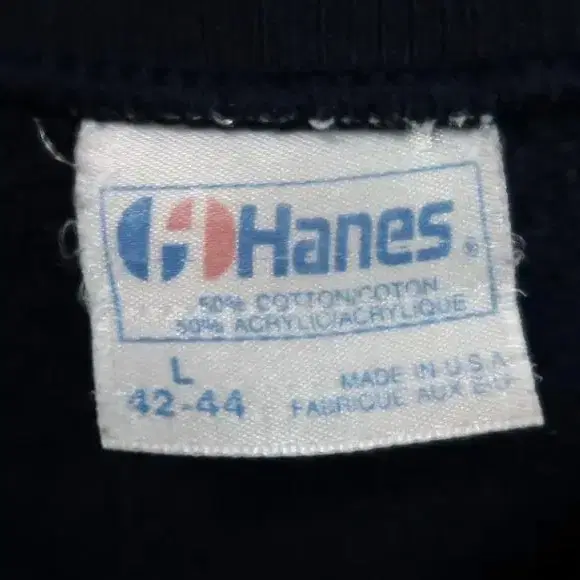 Hanes®
50% COTTON/COTON
50% ACRYLIC/ACRYLIQUE
L
42-44
MADE IN U.S.A.
FABRIQUE AUX E.U.